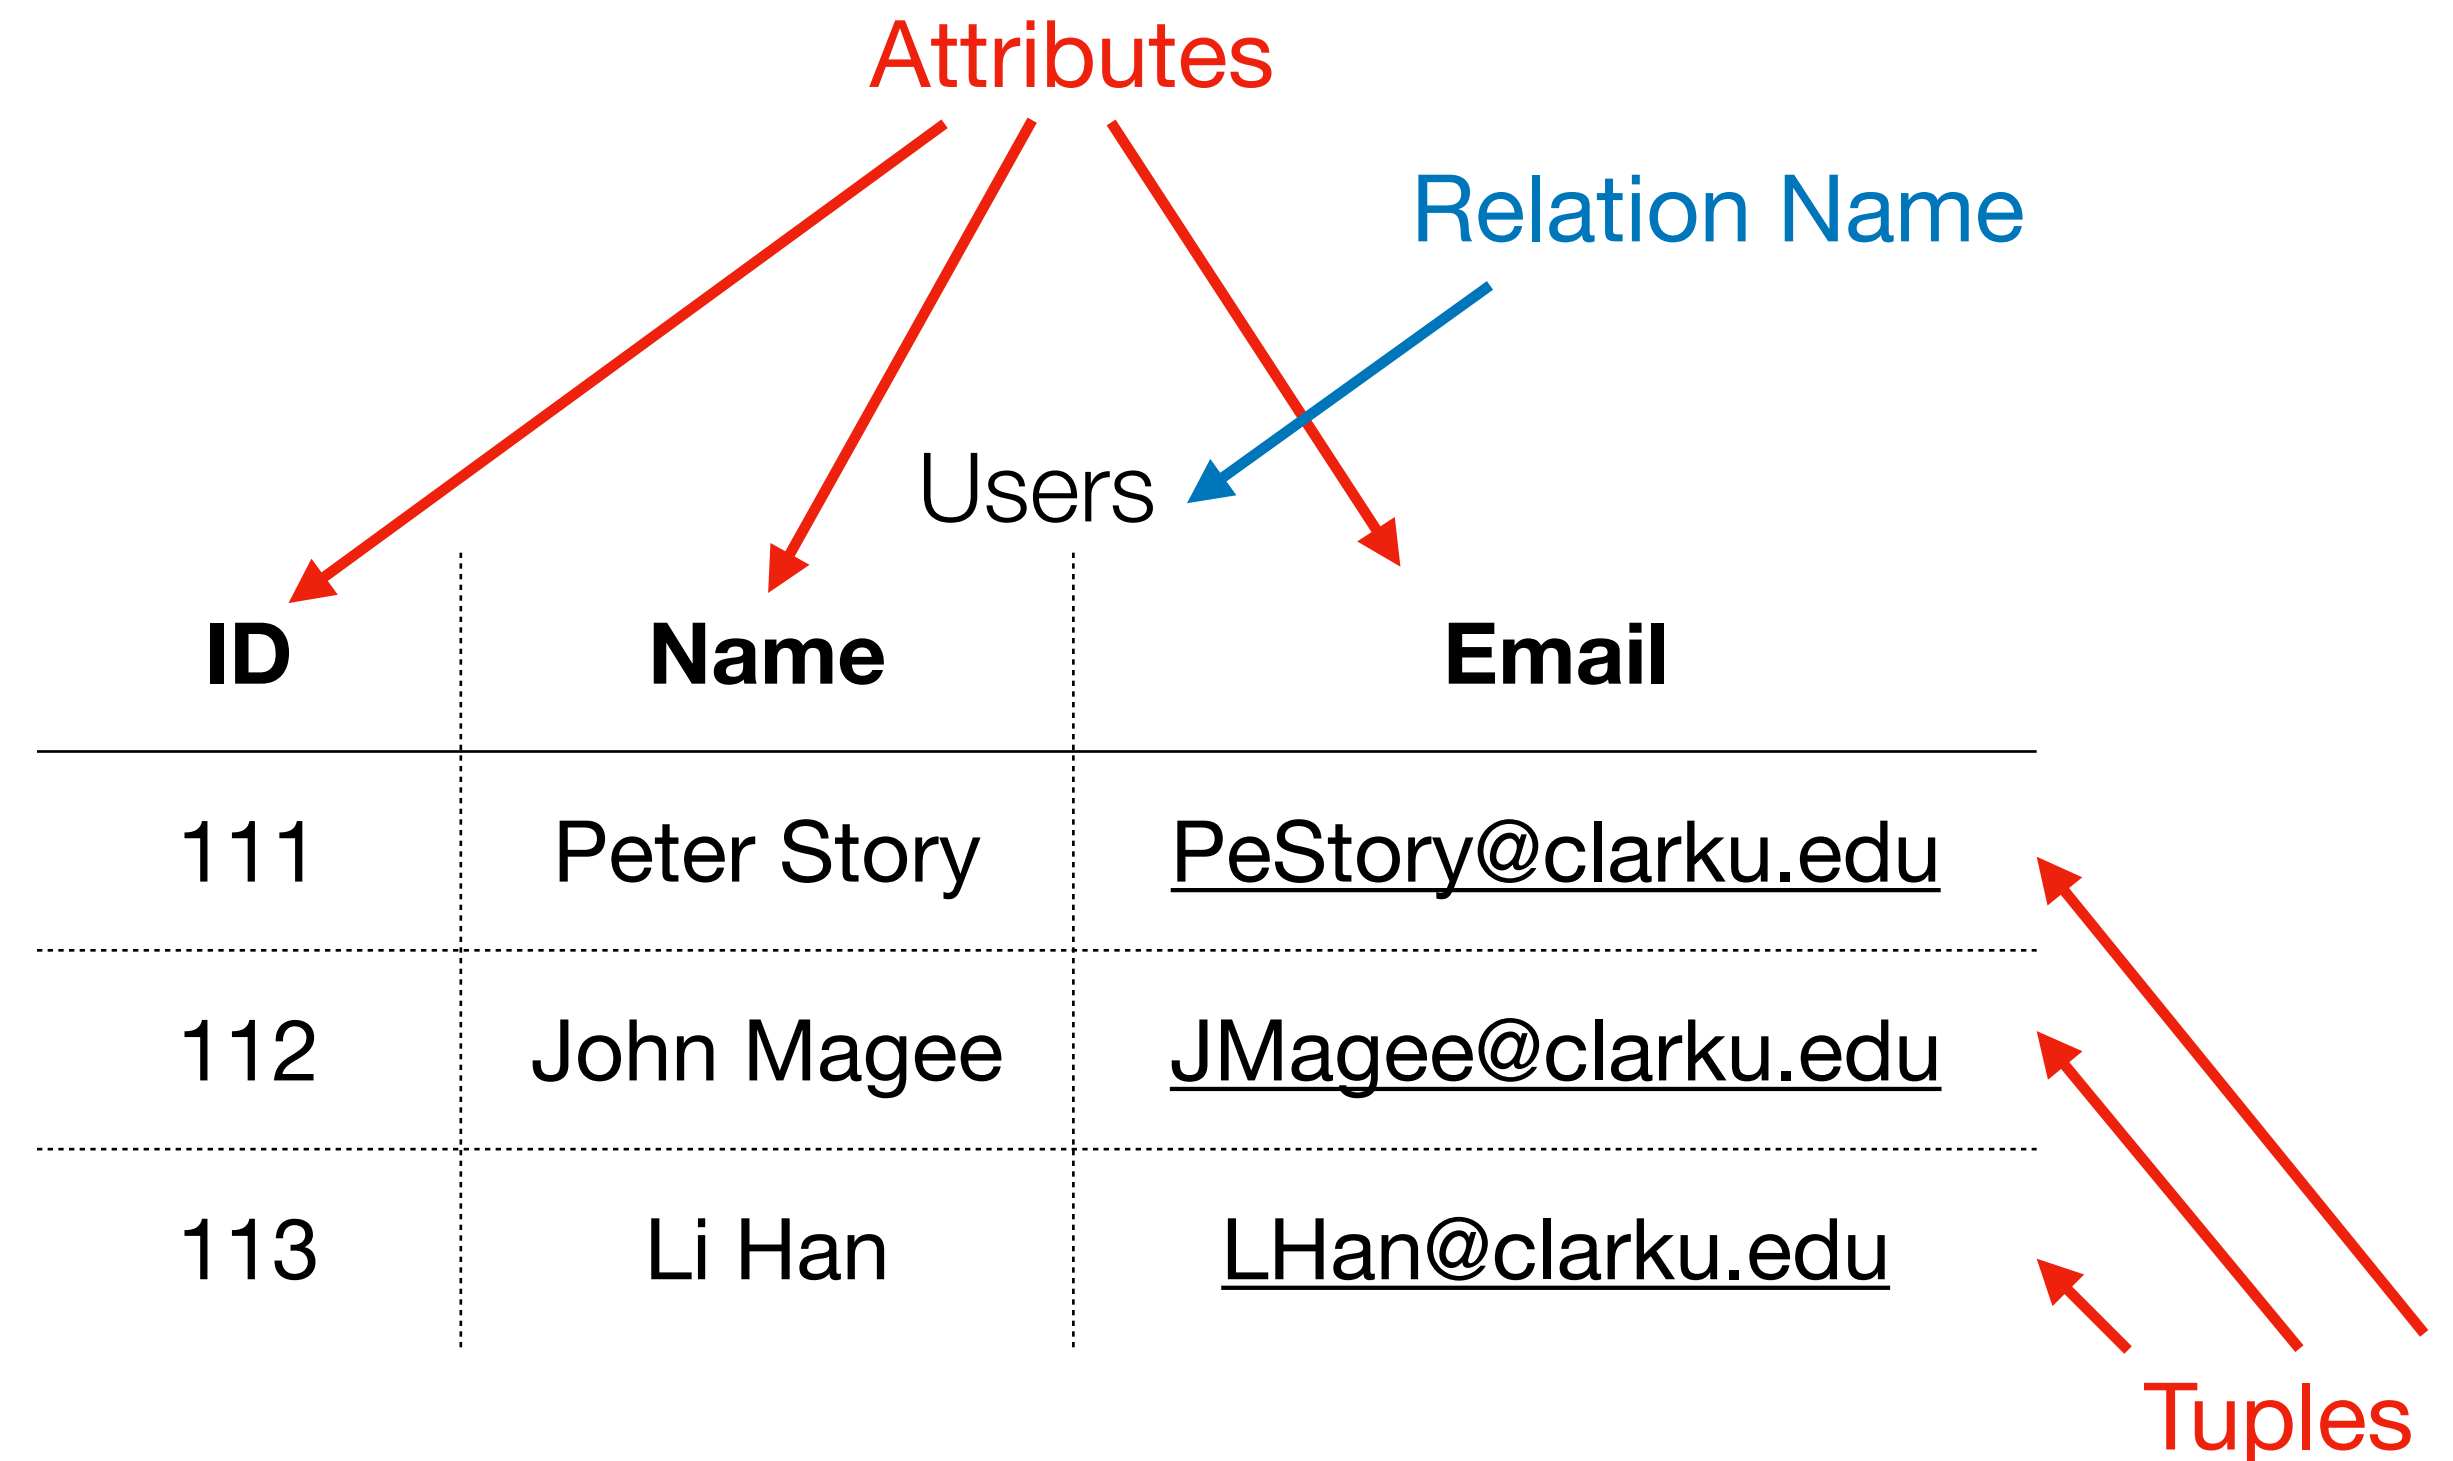 Attributes
Relation Name
Users
ID Name Email
111 Peter Story PeStory@clarku.edu
112 John Magee JMagee@clarku.edu
113 Li Han LHan@clarku.edu
Tuples